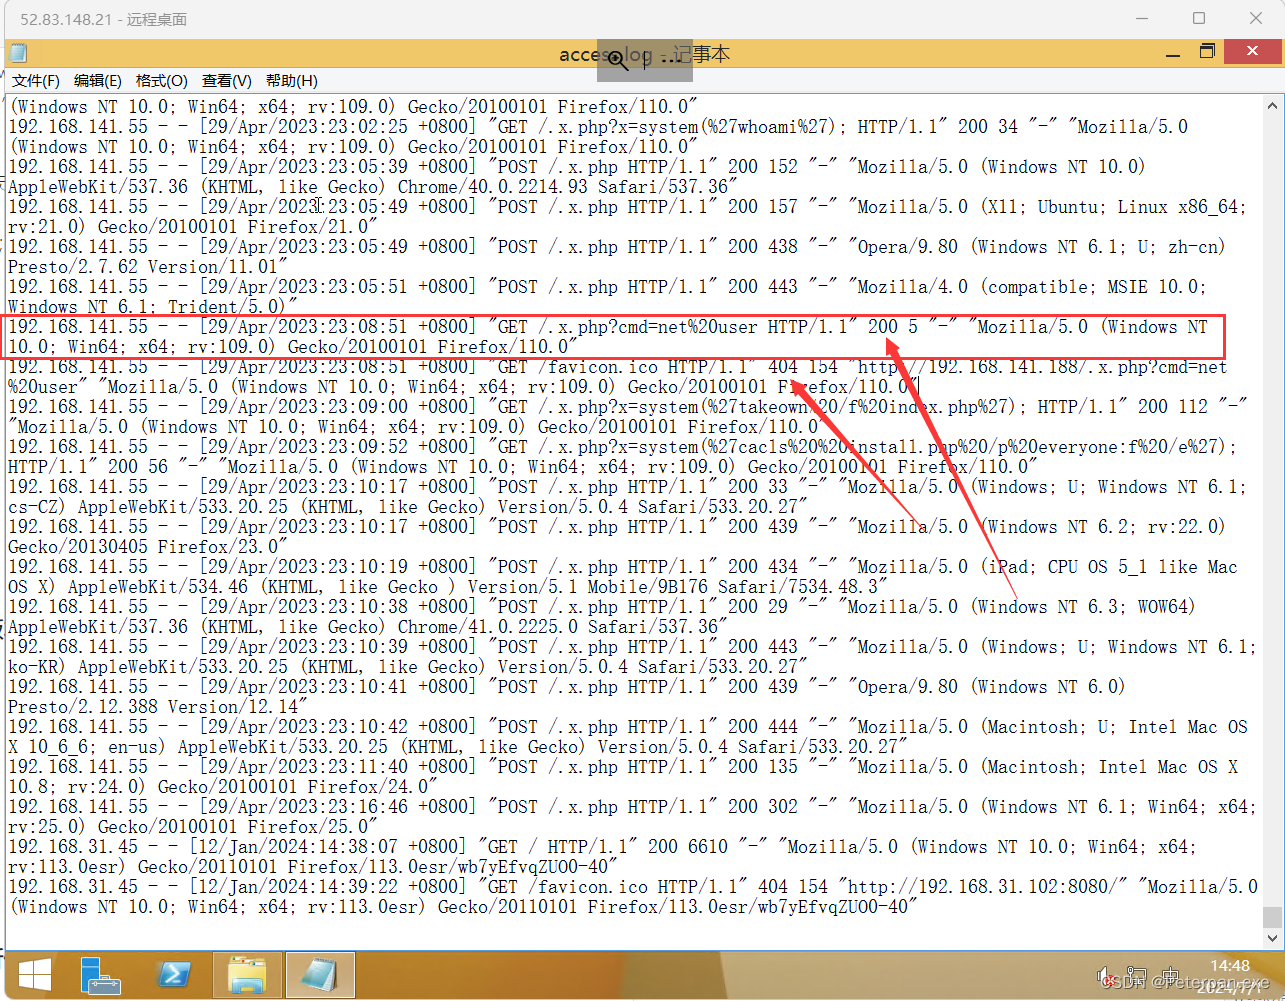 52.83.148.21 - 远程桌面
access.log - 记事本
文件(F) 编辑(E) 格式(O) 查看(V) 帮助(H)
(Windows NT 10.0; Win64; x64; rv:109.0) Gecko/20100101 Firefox/110.0"
192.168.141.55 - - [29/Apr/2023:23:02:25 +0800] "GET /.x.php?x=system(%27whoami%27); HTTP/1.1" 200 34 "-" "Mozilla/5.0
(Windows NT 10.0; Win64; x64; rv:109.0) Gecko/20100101 Firefox/110.0"
192.168.141.55 - - [29/Apr/2023:23:05:39 +0800] "POST /.x.php HTTP/1.1" 200 152 "-" "Mozilla/5.0 (Windows NT 10.0)
AppleWebKit/537.36 (KHTML, like Gecko) Chrome/40.0.2214.93 Safari/537.36"
192.168.141.55 - - [29/Apr/2023:23:05:49 +0800] "POST /.x.php HTTP/1.1" 200 157 "-" "Mozilla/5.0 (X11; Ubuntu; Linux x86_64;
rv:21.0) Gecko/20100101 Firefox/21.0"
192.168.141.55 - - [29/Apr/2023:23:05:49 +0800] "POST /.x.php HTTP/1.1" 200 438 "-" "Opera/9.80 (Windows NT 6.1; U; zh-cn)
Presto/2.7.62 Version/11.01"
192.168.141.55 - - [29/Apr/2023:23:05:51 +0800] "POST /.x.php HTTP/1.1" 200 443 "-" "Mozilla/4.0 (compatible; MSIE 10.0;
Windows NT 6.1; Trident/5.0)"
192.168.141.55 - - [29/Apr/2023:23:08:51 +0800] "GET /.x.php?cmd=net%20user HTTP/1.1" 200 5 "-" "Mozilla/5.0 (Windows NT
10.0; Win64; x64; rv:109.0) Gecko/20100101 Firefox/110.0"
192.168.141.55 - - [29/Apr/2023:23:08:51 +0800] "GET /favicon.ico HTTP/1.1" 404 154 "http://192.168.141.188/.x.php?cmd=net
%20user" "Mozilla/5.0 (Windows NT 10.0; Win64; x64; rv:109.0) Gecko/20100101 Firefox/110.0"
192.168.141.55 - - [29/Apr/2023:23:09:00 +0800] "GET /.x.php?x=system(%27takeown%20/f%20index.php%27); HTTP/1.1" 200 112 "-"
"Mozilla/5.0 (Windows NT 10.0; Win64; x64; rv:109.0) Gecko/20100101 Firefox/110.0"
192.168.141.55 - - [29/Apr/2023:23:09:52 +0800] "GET /.x.php?x=system(%27cacls%20%20install.php%20/p%20everyone:f%20/e%27);
HTTP/1.1" 200 56 "-" "Mozilla/5.0 (Windows NT 10.0; Win64; x64; rv:109.0) Gecko/20100101 Firefox/110.0"
192.168.141.55 - - [29/Apr/2023:23:10:17 +0800] "POST /.x.php HTTP/1.1" 200 33 "-" "Mozilla/5.0 (Windows; U; Windows NT 6.1;
cs-CZ) AppleWebKit/533.20.25 (KHTML, like Gecko) Version/5.0.4 Safari/533.20.27"
192.168.141.55 - - [29/Apr/2023:23:10:17 +0800] "POST /.x.php HTTP/1.1" 200 439 "-" "Mozilla/5.0 (Windows NT 6.2; rv:22.0)
Gecko/20130405 Firefox/23.0"
192.168.141.55 - - [29/Apr/2023:23:10:19 +0800] "POST /.x.php HTTP/1.1" 200 434 "-" "Mozilla/5.0 (iPad; CPU OS 5_1 like Mac
OS X) AppleWebKit/534.46 (KHTML, like Gecko ) Version/5.1 Mobile/9B176 Safari/7534.48.3"
192.168.141.55 - - [29/Apr/2023:23:10:38 +0800] "POST /.x.php HTTP/1.1" 200 29 "-" "Mozilla/5.0 (Windows NT 6.3; WOW64)
AppleWebKit/537.36 (KHTML, like Gecko) Chrome/41.0.2225.0 Safari/537.36"
192.168.141.55 - - [29/Apr/2023:23:10:39 +0800] "POST /.x.php HTTP/1.1" 200 443 "-" "Mozilla/5.0 (Windows; U; Windows NT 6.1;
ko-KR) AppleWebKit/533.20.25 (KHTML, like Gecko) Version/5.0.4 Safari/533.20.27"
192.168.141.55 - - [29/Apr/2023:23:10:41 +0800] "POST /.x.php HTTP/1.1" 200 439 "-" "Opera/9.80 (Windows NT 6.0)
Presto/2.12.388 Version/12.14"
192.168.141.55 - - [29/Apr/2023:23:10:42 +0800] "POST /.x.php HTTP/1.1" 200 444 "-" "Mozilla/5.0 (Macintosh; U; Intel Mac OS
X 10_6_6; en-us) AppleWebKit/533.20.25 (KHTML, like Gecko) Version/5.0.4 Safari/533.20.27"
192.168.141.55 - - [29/Apr/2023:23:11:40 +0800] "POST /.x.php HTTP/1.1" 200 135 "-" "Mozilla/5.0 (Macintosh; Intel Mac OS X
10.8; rv:24.0) Gecko/20100101 Firefox/24.0"
192.168.141.55 - - [29/Apr/2023:23:16:46 +0800] "POST /.x.php HTTP/1.1" 200 302 "-" "Mozilla/5.0 (Windows NT 6.1; Win64; x64;
rv:25.0) Gecko/20100101 Firefox/25.0"
192.168.31.45 - - [12/Jan/2024:14:38:07 +0800] "GET / HTTP/1.1" 200 6610 "-" "Mozilla/5.0 (Windows NT 10.0; Win64; x64;
rv:113.0esr) Gecko/20110101 Firefox/113.0esr/wb7yEfvqZUOO-40"
192.168.31.45 - - [12/Jan/2024:14:39:22 +0800] "GET /favicon.ico HTTP/1.1" 404 154 "http://192.168.31.102:8080/" "Mozilla/5.0
(Windows NT 10.0; Win64; x64; rv:113.0esr) Gecko/20110101 Firefox/113.0esr/wb7yEfvqZUOO-40"
中
14:48
2024/7/1
CSDN @Peterpan.exe